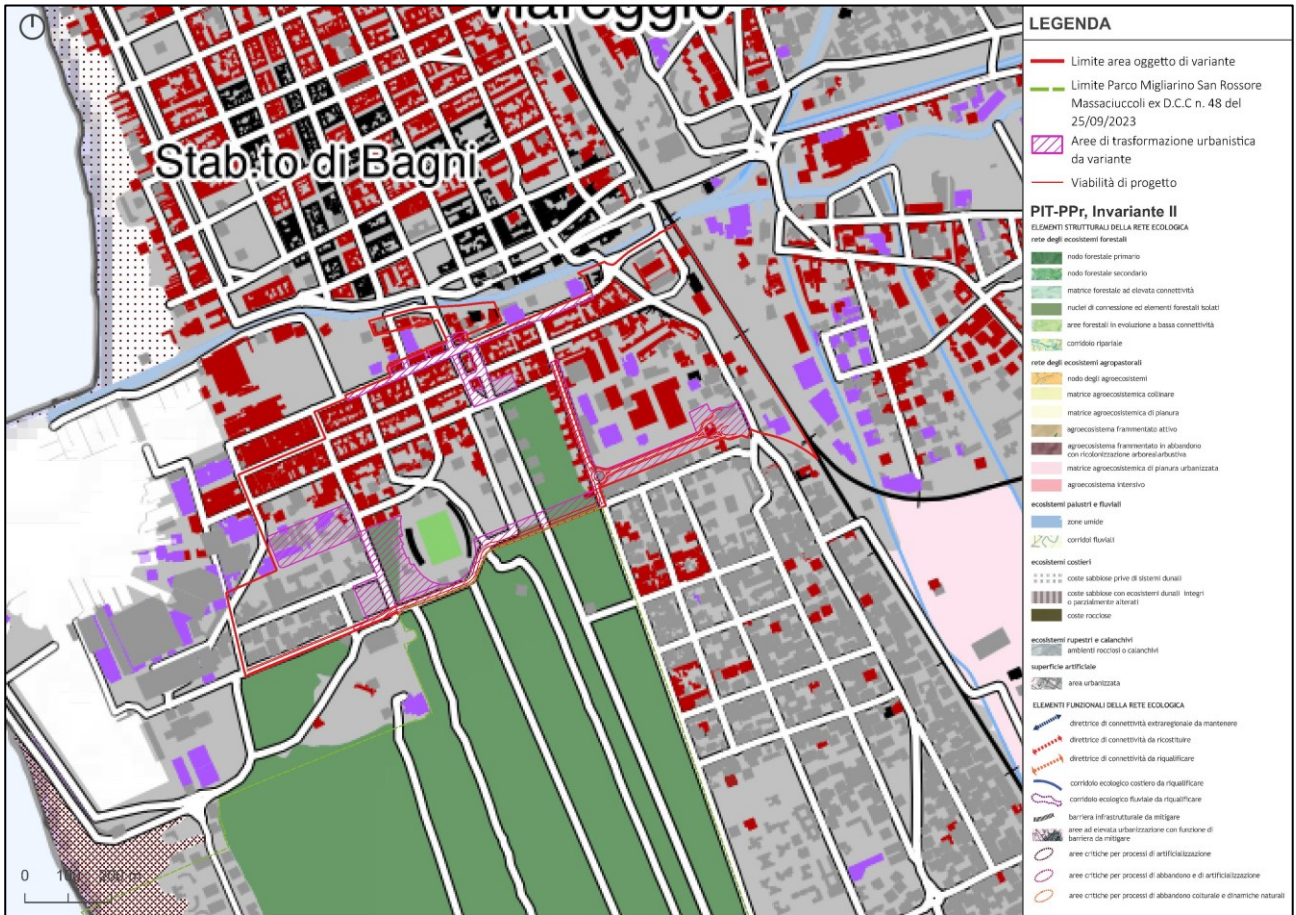 Viareggio
Stab.to di Bagni
0 100 200 m
LEGENDA
Limite area oggetto di variante
Limite Parco Migliarino San Rossore
Massaciuccoli ex D.C.C n. 48 del
25/09/2023
Aree di trasformazione urbanistica
da variante
Viabilità di progetto
PIT-PPr, Invariante II
ELEMENTI STRUTTURALI DELLA RETE ECOLOGICA
rete degli ecosistemi forestali
nodo forestale primario
nodo forestale secondario
matrice forestale ad elevata connettività
nuclei di connessione ed elementi forestali isolati
aree forestali in evoluzione a bassa connettività
corridoio ripariale
rete degli ecosistemi agropastorali
nodo degli agroecosistemi
matrice agroecosistemica collinare
matrice agroecosistemica di pianura
agroecosistema frammentato attivo
agroecosistema frammentato in abbandono
con ricolonizzazione arborea/arbustiva
matrice agroecosistemica di pianura urbanizzata
agroecosistema intensivo
ecosistemi palustri e fluviali
zone umide
corridoi fluviali
ecosistemi costieri
coste sabbiose prive di sistemi dunali
coste sabbiose con ecosistemi dunali integri
o parzialmente alterati
coste rocciose
ecosistemi rupestri e calanchivi
ambienti rocciosi o calanchivi
superficie artificiale
area urbanizzata
ELEMENTI FUNZIONALI DELLA RETE ECOLOGICA
direttrice di connettività extraregionale da mantenere
direttrice di connettività da ricostituire
direttrice di connettività da riqualificare
corridoio ecologico costiero da riqualificare
corridoio ecologico fluviale da riqualificare
barriera infrastrutturale da mitigare
aree ad elevata urbanizzazione con funzione di
barriera da mitigare
aree critiche per processi di artificializzazione
aree critiche per processi di abbandono e di artificializzazione
aree critiche per processi di abbandono colturale e dinamiche naturali